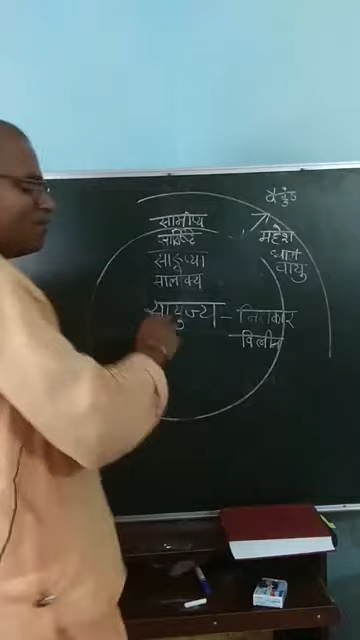 वैकुंठ
सामीप्य
सार्ष्टि
महेश
सारूप्या
धाम
वायु
सालोक्य
सायुज्य - निराकार
विलीन